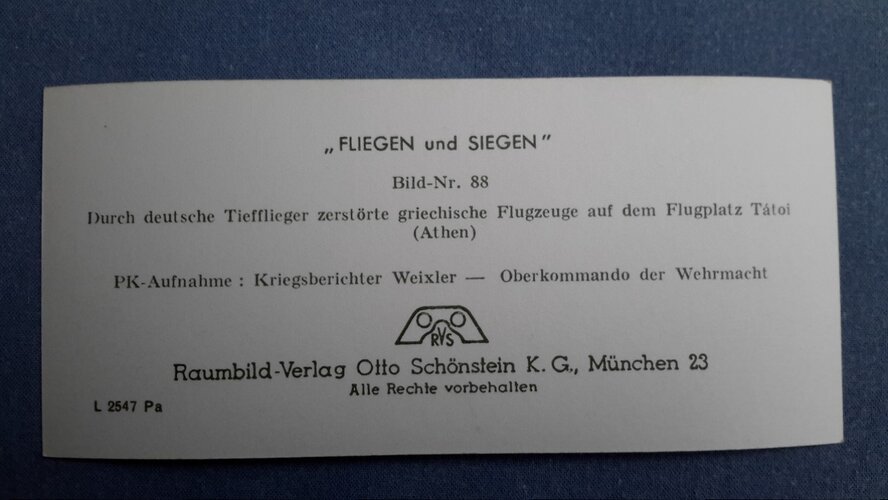 „FLIEGEN und SIEGEN”
Bild-Nr. 88
Durch deutsche Tiefflieger zerstörte griechische Flugzeuge auf dem Flugplatz Tátoi
(Athen)
PK-Aufnahme : Kriegsberichter Weixler — Oberkommando der Wehrmacht
RVS
Raumbild-Verlag Otto Schönstein K. G., München 23
Alle Rechte vorbehalten
L 2547 Pa